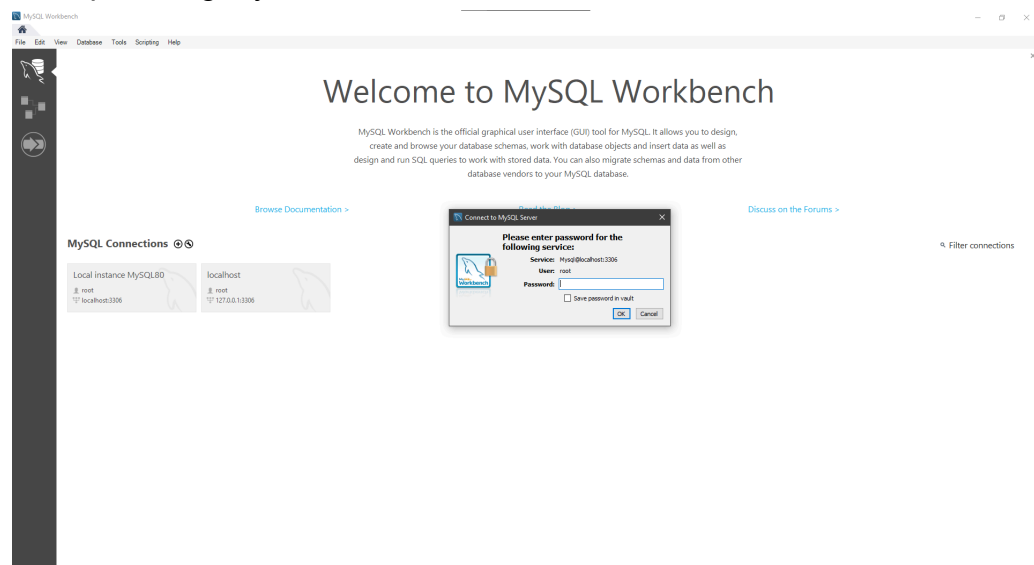 MySQL Workbench
File Edit View Database Tools Scripting Help
Welcome to MySQL Workbench
MySQL Workbench is the official graphical user interface (GUI) tool for MySQL. It allows you to design,
create and browse your database schemas, work with database objects and insert data as well as
design and run SQL queries to work with stored data. You can also migrate schemas and data from other
database vendors to your MySQL database.
Browse Documentation >
Discuss on the Forums >
MySQL Connections
Filter connections
Local instance MySQL80
root
localhost:3306
localhost
root
127.0.0.1:3306
Connect to MySQL Server
Please enter password for the
following service:
Service: Mysql@localhost:3306
User: root
Password:
Save password in vault
OK Cancel
Workbench